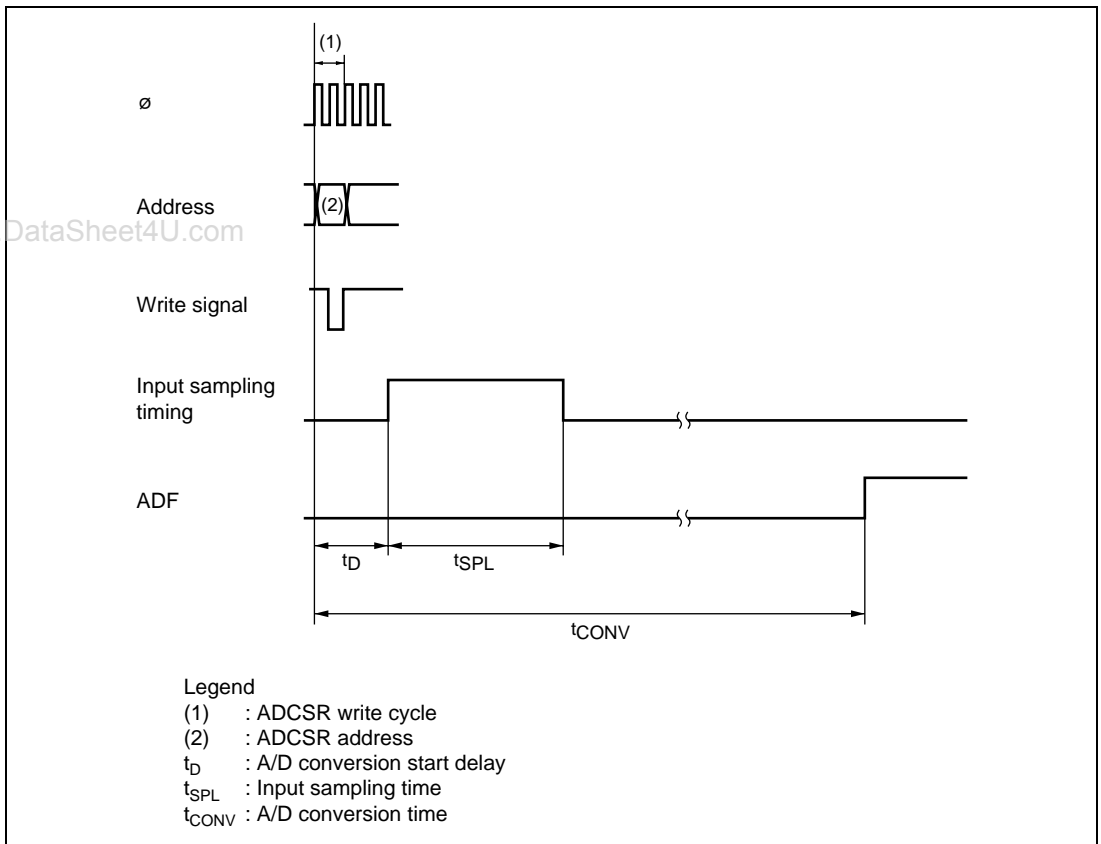 (1)
ø
Address
(2)
DataSheet4U.com
Write signal
Input sampling
timing
ADF
tD
tSPL
tCONV
Legend
(1) : ADCSR write cycle
(2) : ADCSR address
tD : A/D conversion start delay
tSPL : Input sampling time
tCONV : A/D conversion time